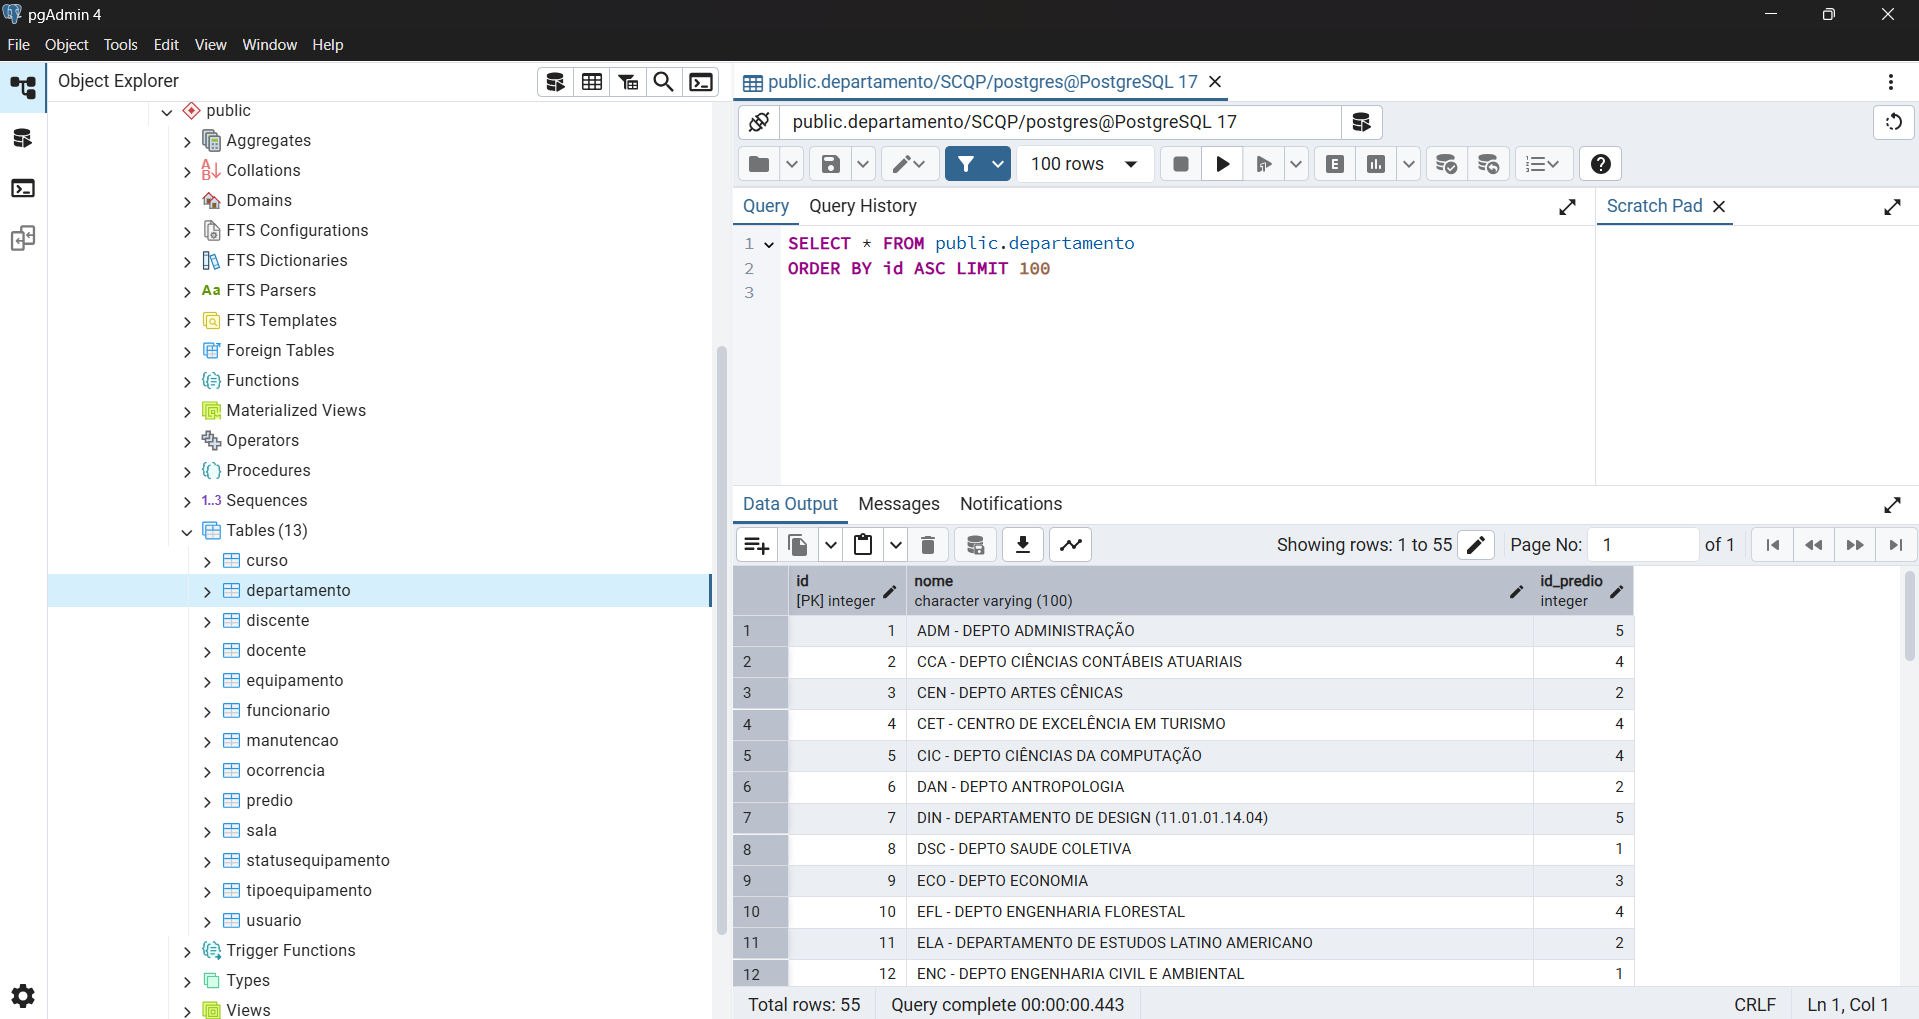 pgAdmin 4
File Object Tools Edit View Window Help
Object Explorer
public
Aggregates
Collations
Domains
FTS Configurations
FTS Dictionaries
Aa FTS Parsers
FTS Templates
Foreign Tables
Functions
Materialized Views
Operators
Procedures
1..3 Sequences
Tables (13)
curso
departamento
discente
docente
equipamento
funcionario
manutencao
ocorrencia
predio
sala
statusequipamento
tipoequipamento
usuario
Trigger Functions
Types
Views
public.departamento/SCQP/postgres@PostgreSQL 17
public.departamento/SCQP/postgres@PostgreSQL 17
100 rows
E
Query Query History
Scratch Pad
1 SELECT * FROM public.departamento
2 ORDER BY id ASC LIMIT 100
3
Data Output Messages Notifications
Showing rows: 1 to 55 Page No: 1 of 1
id nome id_predio
[PK] integer character varying (100) integer
1 1 ADM - DEPTO ADMINISTRAÇÃO 5
2 2 CCA - DEPTO CIÊNCIAS CONTÁBEIS ATUARIAIS 4
3 3 CEN - DEPTO ARTES CÊNICAS 2
4 4 CET - CENTRO DE EXCELÊNCIA EM TURISMO 4
5 5 CIC - DEPTO CIÊNCIAS DA COMPUTAÇÃO 4
6 6 DAN - DEPTO ANTROPOLOGIA 2
7 7 DIN - DEPARTAMENTO DE DESIGN (11.01.01.14.04) 5
8 8 DSC - DEPTO SAUDE COLETIVA 1
9 9 ECO - DEPTO ECONOMIA 3
10 10 EFL - DEPTO ENGENHARIA FLORESTAL 4
11 11 ELA - DEPARTAMENTO DE ESTUDOS LATINO AMERICANO 2
12 12 ENC - DEPTO ENGENHARIA CIVIL E AMBIENTAL 1
Total rows: 55 Query complete 00:00:00.443 CRLF Ln 1, Col 1